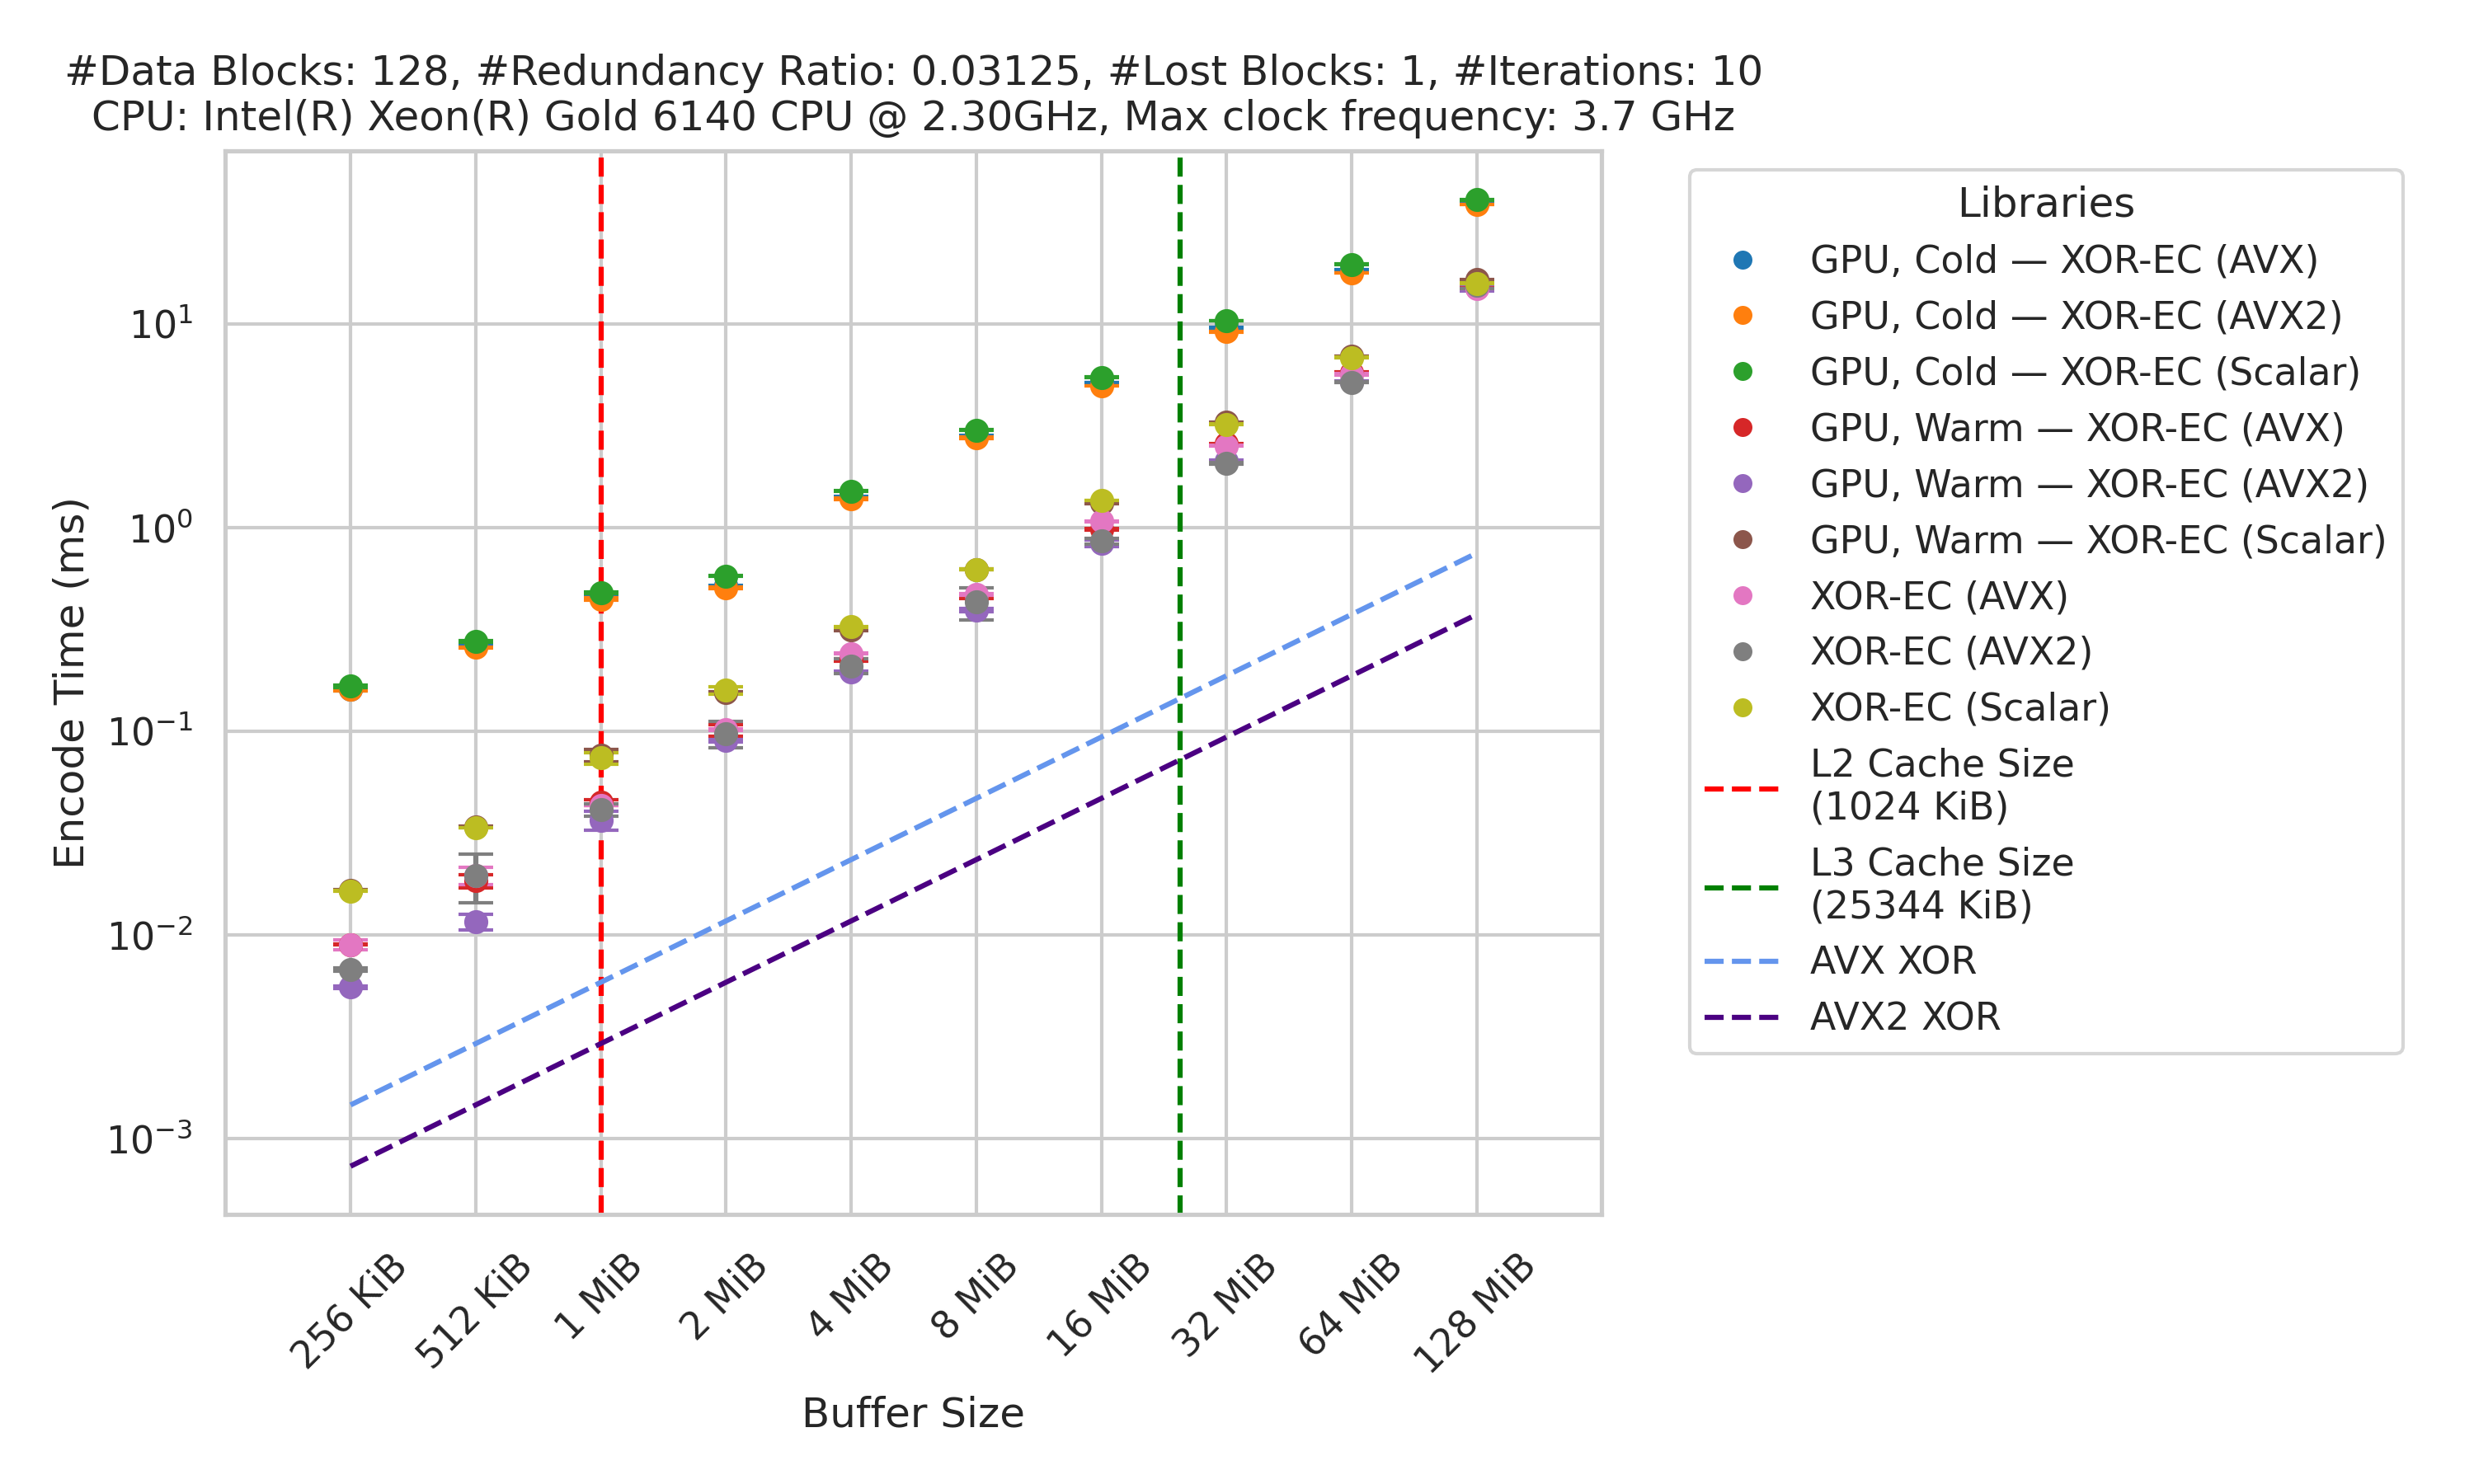 #Data Blocks: 128, #Redundancy Ratio: 0.03125, #Lost Blocks: 1, #Iterations: 10
CPU: Intel(R) Xeon(R) Gold 6140 CPU @ 2.30GHz, Max clock frequency: 3.7 GHz
Encode Time (ms)
10¹
10⁰
10⁻¹
10⁻²
10⁻³
256 KiB
512 KiB
1 MiB
2 MiB
4 MiB
8 MiB
16 MiB
32 MiB
64 MiB
128 MiB
Buffer Size
Libraries
GPU, Cold — XOR-EC (AVX)
GPU, Cold — XOR-EC (AVX2)
GPU, Cold — XOR-EC (Scalar)
GPU, Warm — XOR-EC (AVX)
GPU, Warm — XOR-EC (AVX2)
GPU, Warm — XOR-EC (Scalar)
XOR-EC (AVX)
XOR-EC (AVX2)
XOR-EC (Scalar)
L2 Cache Size
(1024 KiB)
L3 Cache Size
(25344 KiB)
AVX XOR
AVX2 XOR